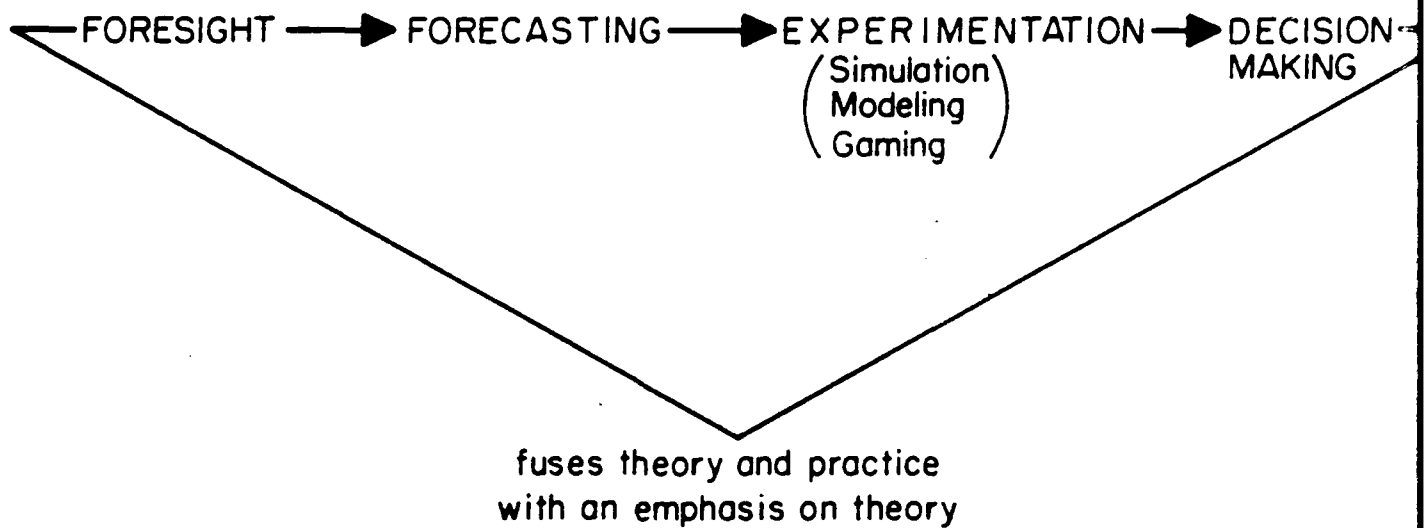 FORESIGHT FORECASTING EXPERIMENTATION DECISION
MAKING
(Simulation
Modeling
Gaming)
fuses theory and practice
with an emphasis on theory